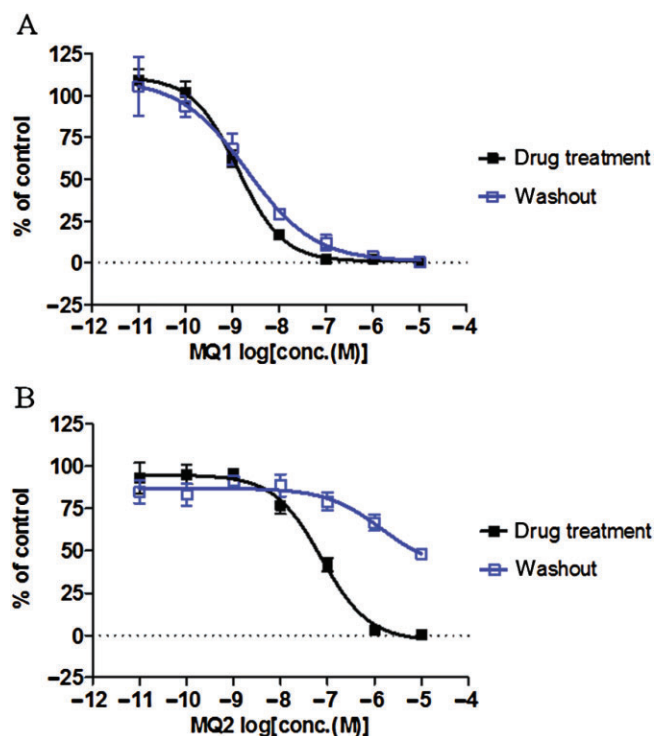 A
125
100
75
50
25
0
−25
% of control
−12 −11 −10 −9 −8 −7 −6 −5 −4
MQ1 log[conc.(M)]
Drug treatment
Washout
B
125
100
75
50
25
0
−25
% of control
−12 −11 −10 −9 −8 −7 −6 −5 −4
MQ2 log[conc.(M)]
Drug treatment
Washout